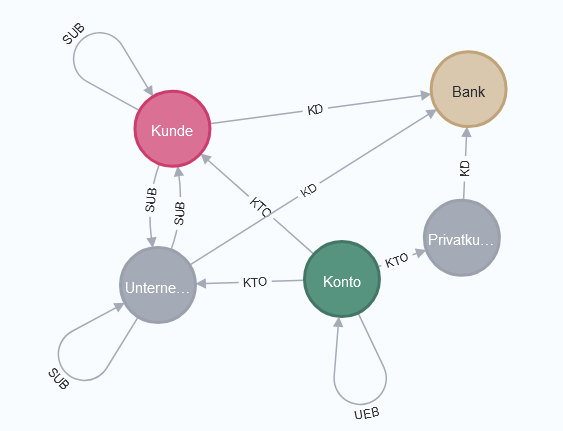 SUB
Bank
KD
Kunde
KD
SUB
SUB
KD
KTO
Privatku...
KTO
KTO
Konto
Unterne...
SUB
UEB